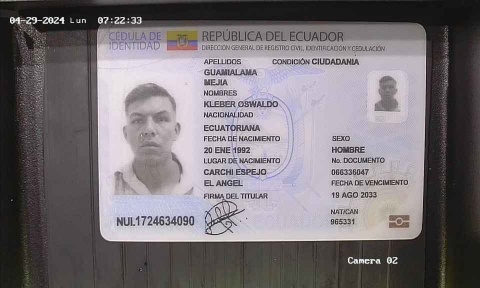 04-29-2024 Lun 07:22:33
CÉDULA DE IDENTIDAD
REPÚBLICA DEL ECUADOR
DIRECCIÓN GENERAL DE REGISTRO CIVIL, IDENTIFICACIÓN Y CEDULACIÓN
APELLIDOS CONDICIÓN CIUDADANIA
GUAMIALAMA
MEJIA
NOMBRES
KLEBER OSWALDO
NACIONALIDAD
ECUATORIANA
FECHA DE NACIMIENTO SEXO
20 ENE 1992 HOMBRE
LUGAR DE NACIMIENTO No. DOCUMENTO
CARCHI ESPEJO 066336047
EL ANGEL FECHA DE VENCIMIENTO
FIRMA DEL TITULAR 19 AGO 2033
NAT/CAN
NUI.1724634090 965331
Camera 02